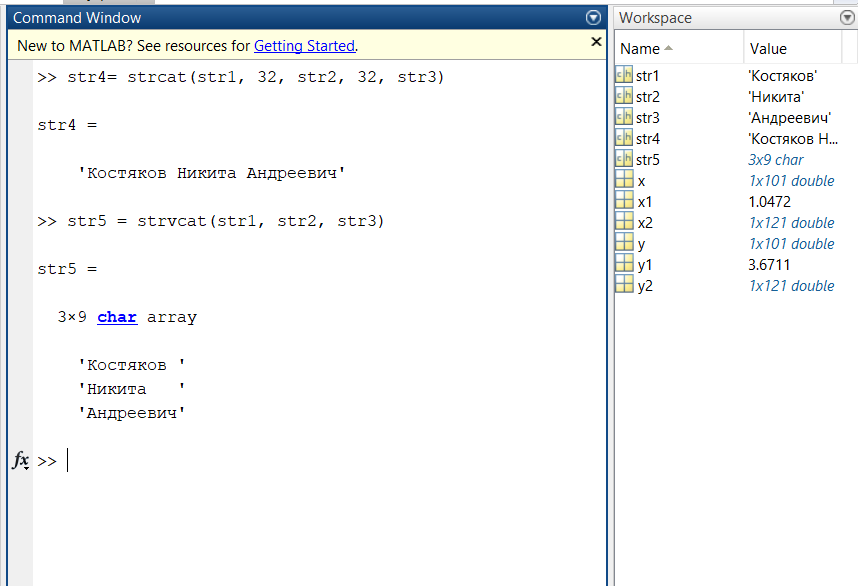 Command Window
New to MATLAB? See resources for Getting Started.
>> str4= strcat(str1, 32, str2, 32, str3)
str4 =
'Костяков Никита Андреевич'
>> str5 = strvcat(str1, str2, str3)
str5 =
3×9 char array
'Костяков '
'Никита   '
'Андреевич'
fx >>
Workspace
Name Value
str1 'Костяков'
str2 'Никита'
str3 'Андреевич'
str4 'Костяков Н...
str5 3x9 char
x 1x101 double
x1 1.0472
x2 1x121 double
y 1x101 double
y1 3.6711
y2 1x121 double